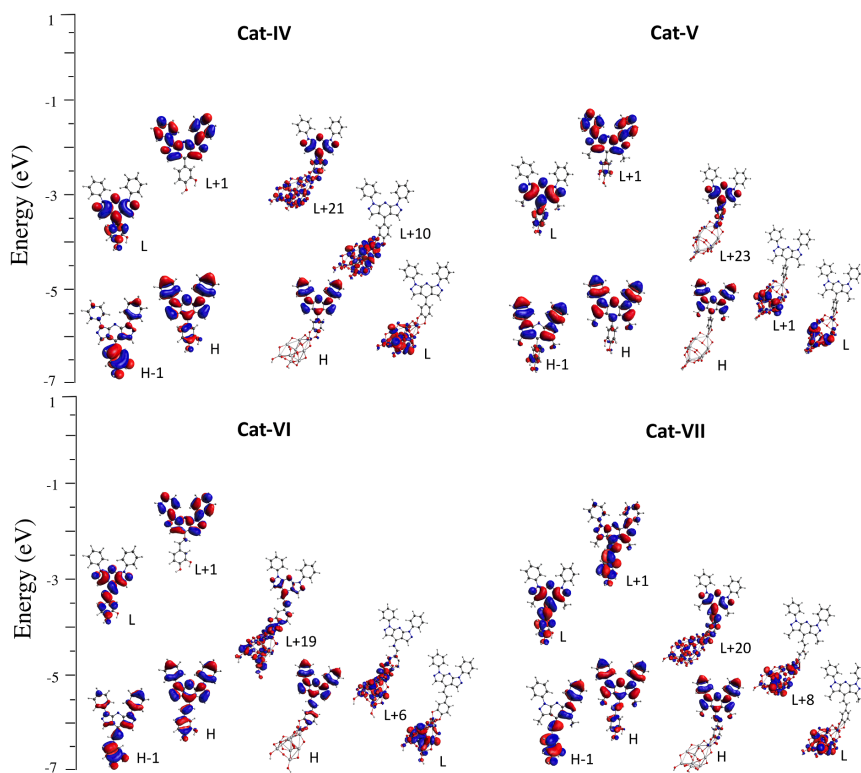 Energy (eV)
1
-1
-3
-5
-7
Cat-IV
L+1
L
L+21
L+10
H-1
H
H
L
Cat-V
L+1
L
L+23
L+1
H-1
H
H
L
Energy (eV)
1
-1
-3
-5
-7
Cat-VI
L+1
L
L+19
L+6
H-1
H
H
L
Cat-VII
L+1
L
L+20
L+8
H-1
H
H
L